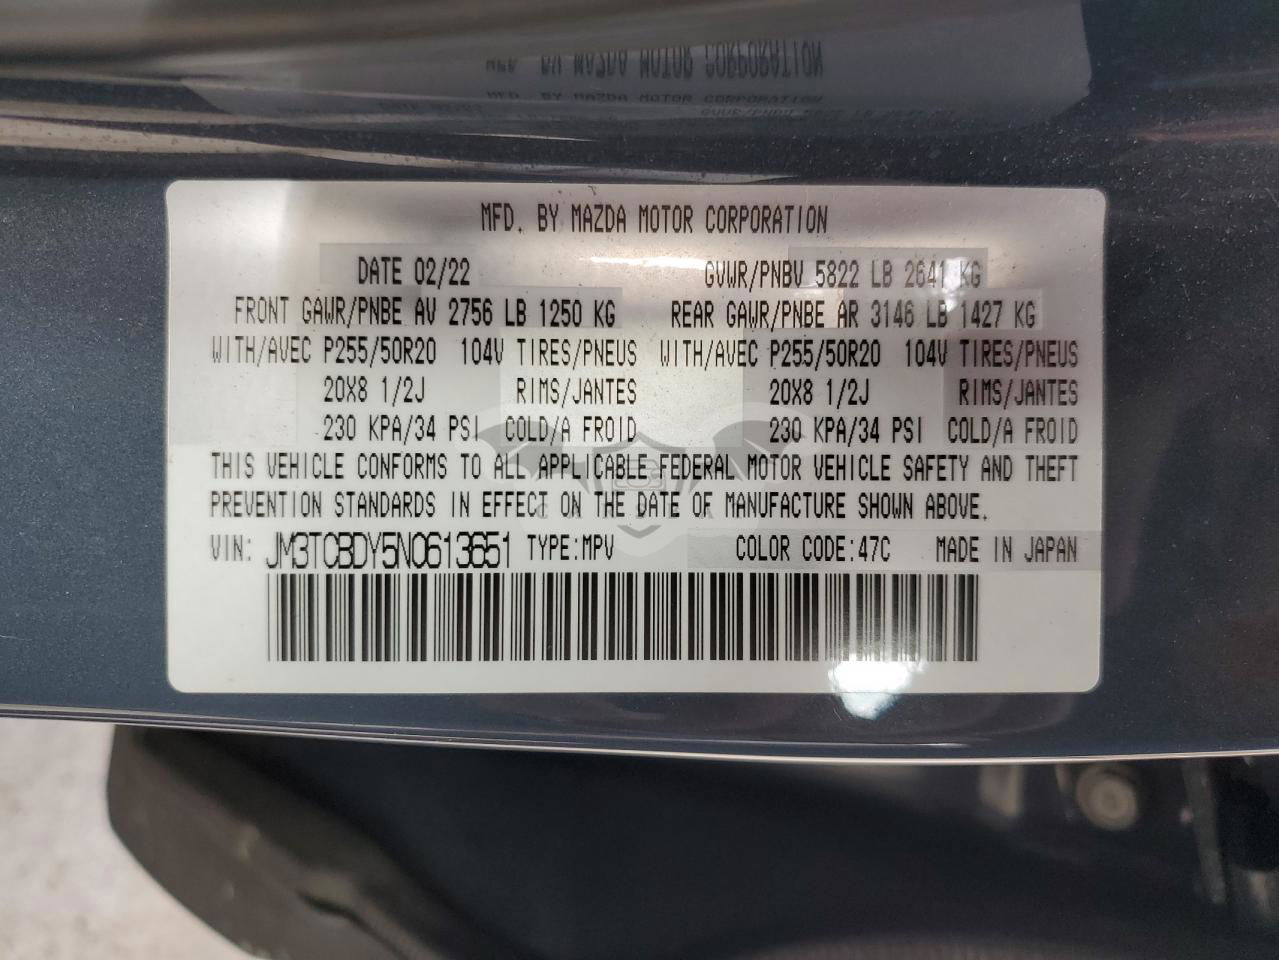 MFD. BY MAZDA MOTOR CORPORATION
DATE 02/22 GVWR/PNBV 5822 LB 2641 KG
FRONT GAWR/PNBE AV 2756 LB 1250 KG REAR GAWR/PNBE AR 3146 LB 1427 KG
WITH/AVEC P255/50R20 104V TIRES/PNEUS WITH/AVEC P255/50R20 104V TIRES/PNEUS
20X8 1/2J RIMS/JANTES 20X8 1/2J RIMS/JANTES
230 KPA/34 PSI COLD/A FROID 230 KPA/34 PSI COLD/A FROID
THIS VEHICLE CONFORMS TO ALL APPLICABLE FEDERAL MOTOR VEHICLE SAFETY AND THEFT
PREVENTION STANDARDS IN EFFECT ON THE DATE OF MANUFACTURE SHOWN ABOVE.
VIN: JM3TCBDY5N0613651 TYPE:MPV COLOR CODE:47C MADE IN JAPAN